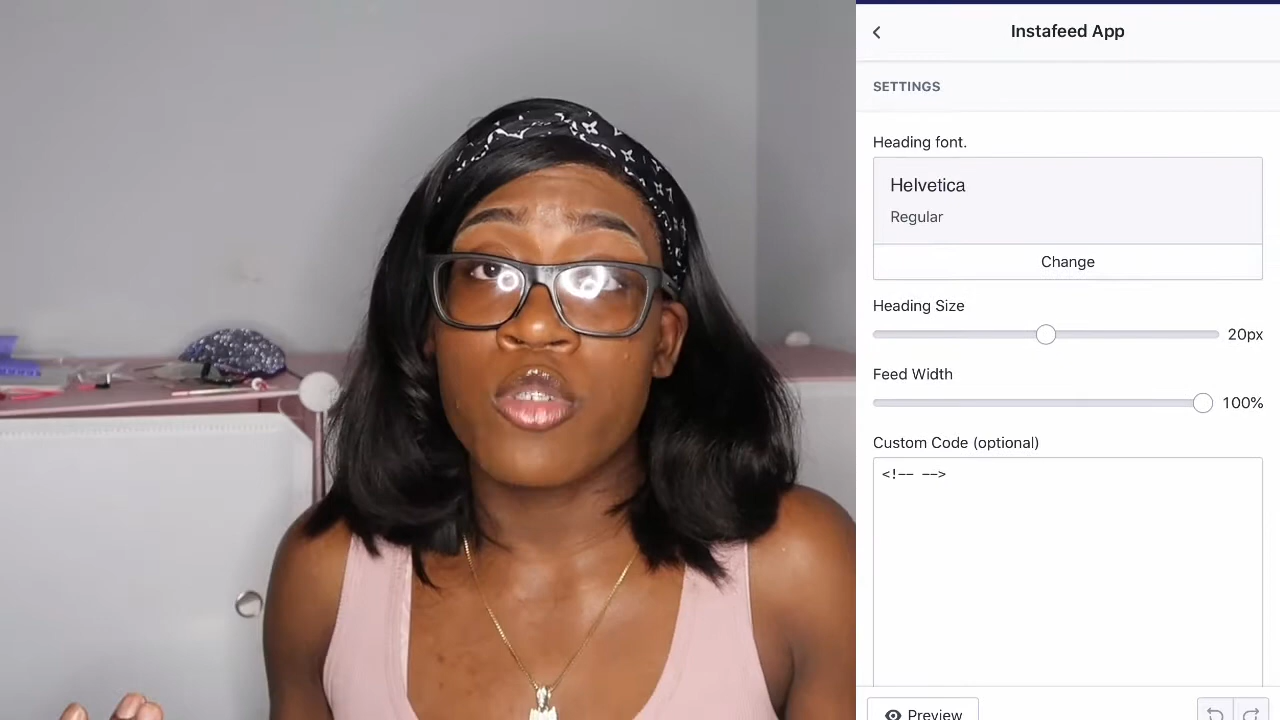 Instafeed App
SETTINGS
Heading font.
Helvetica
Regular
Change
Heading Size
20px
Feed Width
100%
Custom Code (optional)
<!-- -->
Preview